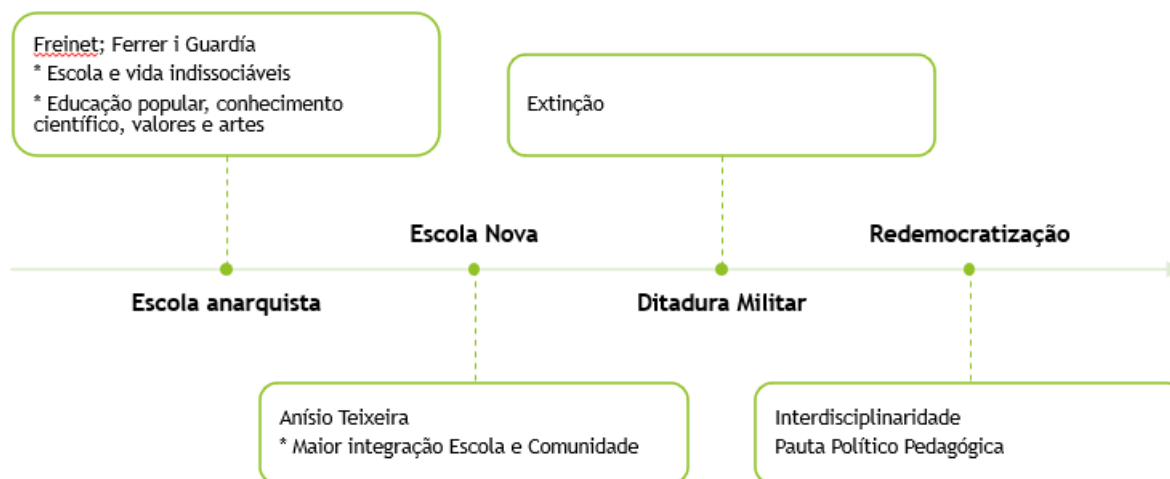 Freinet; Ferrer i Guardía
* Escola e vida indissociáveis
* Educação popular, conhecimento
científico, valores e artes
Extinção
Escola Nova
Redemocratização
Escola anarquista
Ditadura Militar
Anísio Teixeira
* Maior integração Escola e Comunidade
Interdisciplinaridade
Pauta Político Pedagógica